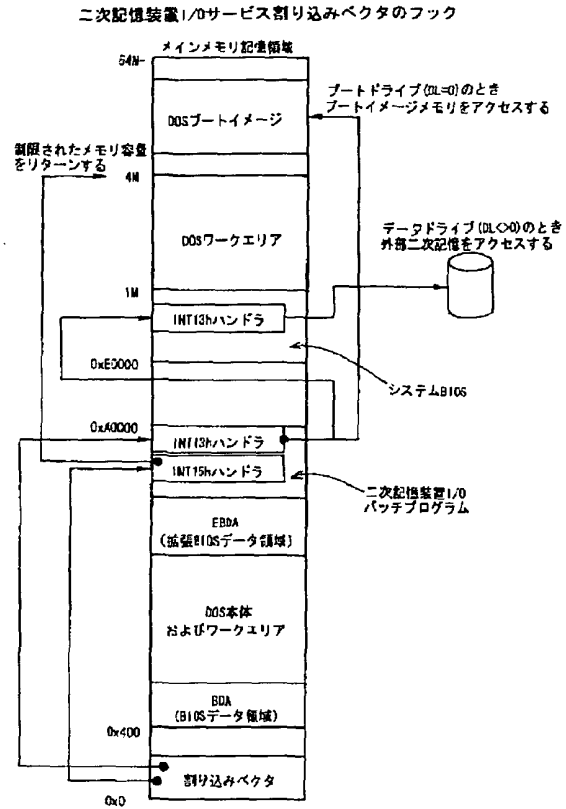 二次記憶装置I/Oサービス割り込みベクタのフック
メインメモリ記憶領域
64M
ブートドライブ(DL=0)のとき
ブートイメージメモリをアクセスする
DOSブートイメージ
制限されたメモリ容量
をリターンする
4M
データドライブ(DL<>0)のとき
外部二次記憶をアクセスする
DOSワークエリア
1M
INT13hハンドラ
0xE0000
システムBIOS
0xA0000
INT13hハンドラ
INT15hハンドラ
二次記憶装置I/O
パッチプログラム
EBDA
(拡張BIOSデータ領域)
DOS本体
およびワークエリア
BDA
(BIOSデータ領域)
0x400
割り込みベクタ
0x0